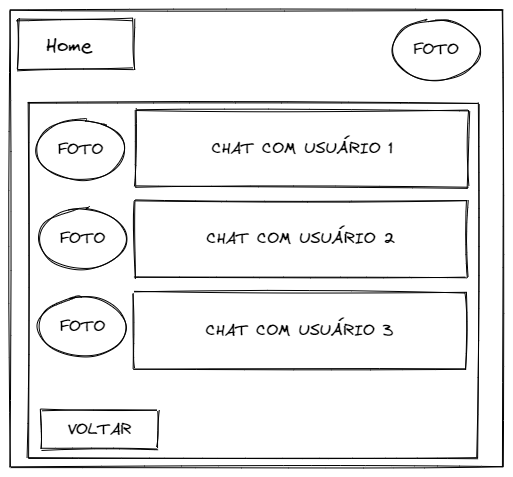 Home
FOTO
FOTO
CHAT COM USUÁRIO 1
FOTO
CHAT COM USUÁRIO 2
FOTO
CHAT COM USUÁRIO 3
VOLTAR